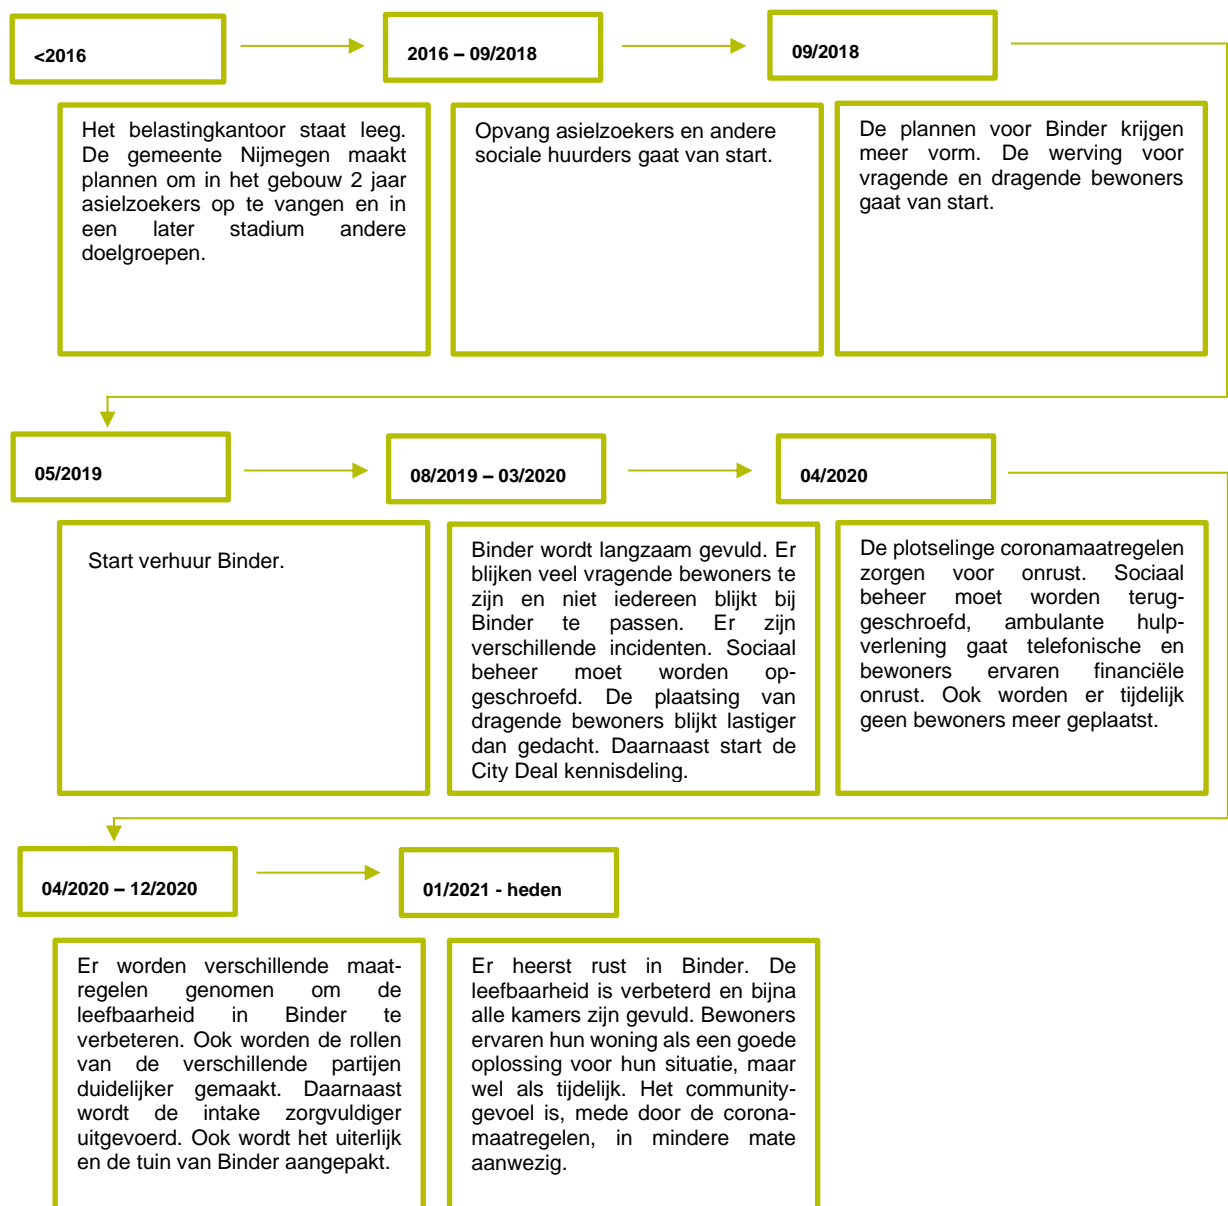 <2016
2016 – 09/2018
09/2018
Het belastingkantoor staat leeg.
De gemeente Nijmegen maakt
plannen om in het gebouw 2 jaar
asielzoekers op te vangen en in
een later stadium andere
doelgroepen.
Opvang asielzoekers en andere
sociale huurders gaat van start.
De plannen voor Binder krijgen
meer vorm. De werving voor
vragende en dragende bewoners
gaat van start.
05/2019
08/2019 – 03/2020
04/2020
Start verhuur Binder.
Binder wordt langzaam gevuld. Er
blijken veel vragende bewoners te
zijn en niet iedereen blijkt bij
Binder te passen. Er zijn
verschillende incidenten. Sociaal
beheer moet worden op-
geschroefd. De plaatsing van
dragende bewoners blijkt lastiger
dan gedacht. Daarnaast start de
City Deal kennisdeling.
De plotselinge coronamaatregelen
zorgen voor onrust. Sociaal
beheer moet worden terug-
geschroefd, ambulante hulp-
verlening gaat telefonische en
bewoners ervaren financiële
onrust. Ook worden er tijdelijk
geen bewoners meer geplaatst.
04/2020 – 12/2020
01/2021 - heden
Er worden verschillende maat-
regelen genomen om de
leefbaarheid in Binder te
verbeteren. Ook worden de rollen
van de verschillende partijen
duidelijker gemaakt. Daarnaast
wordt de intake zorgvuldiger
uitgevoerd. Ook wordt het uiterlijk
en de tuin van Binder aangepakt.
Er heerst rust in Binder. De
leefbaarheid is verbeterd en bijna
alle kamers zijn gevuld. Bewoners
ervaren hun woning als een goede
oplossing voor hun situatie, maar
wel als tijdelijk. Het community-
gevoel is, mede door de corona-
maatregelen, in mindere mate
aanwezig.